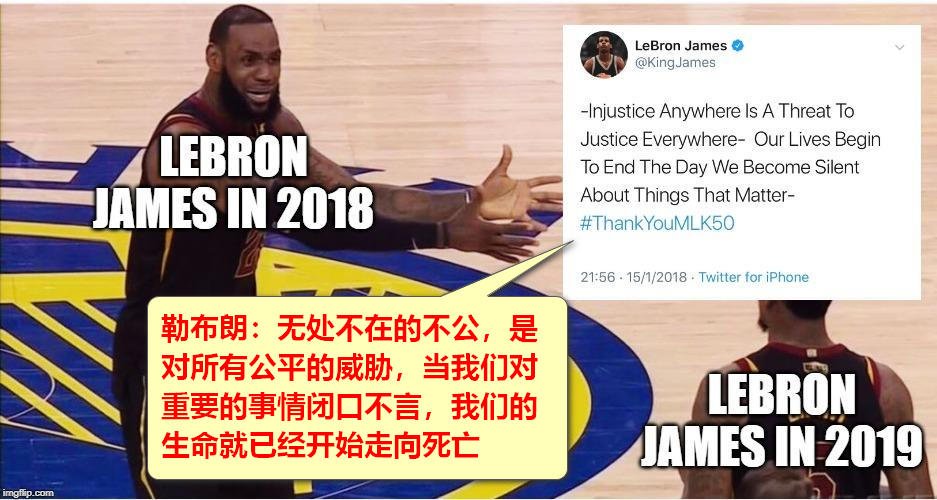 LeBron James
@KingJames
-Injustice Anywhere Is A Threat To
Justice Everywhere- Our Lives Begin
To End The Day We Become Silent
About Things That Matter-
#ThankYouMLK50
21:56 · 15/1/2018 · Twitter for iPhone
LEBRON
JAMES IN 2018
勒布朗：无处不在的不公，是
对所有公平的威胁，当我们对
重要的事情闭口不言，我们的
生命就已经开始走向死亡
LEBRON
JAMES IN 2019
imgflip.com